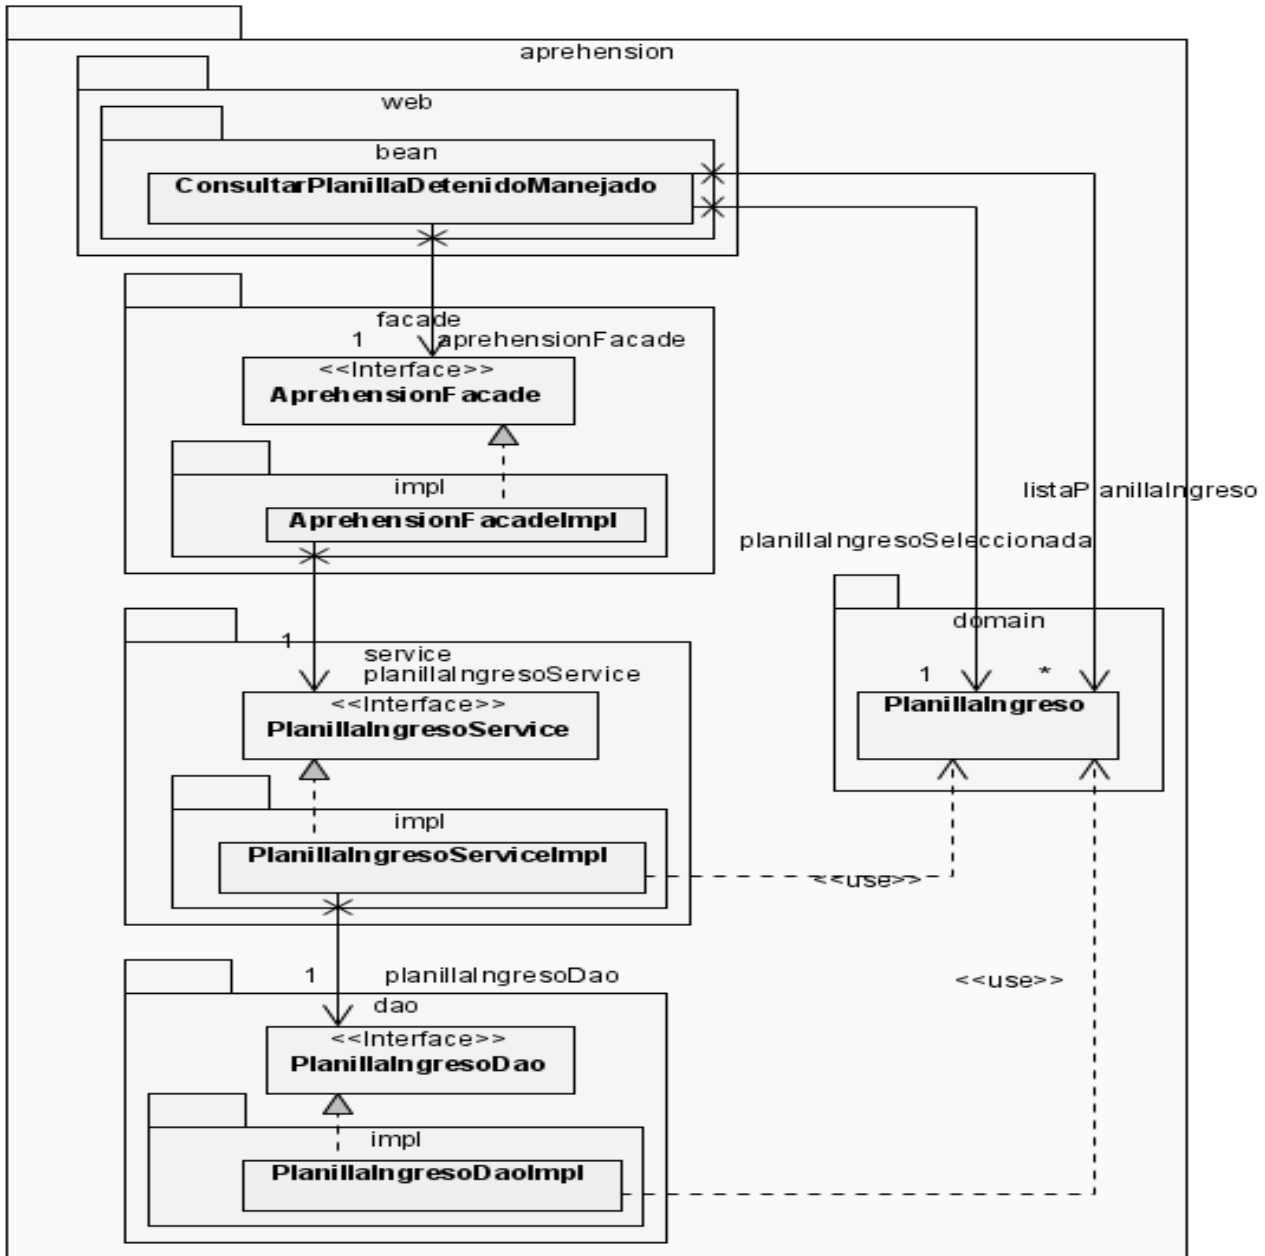 aprehension
web
bean
ConsultarPlanillaDetenidoManejado
facade
1 aprehensionFacade
<<Interface>>
AprehensionFacade
impl
AprehensionFacadeImpl
listaPlanillaIngreso
planillaIngresoSeleccionada
domain
1 *
PlanillaIngreso
1
service
planillaIngresoService
<<Interface>>
PlanillaIngresoService
impl
PlanillaIngresoServiceImpl
<<use>>
1 planillaIngresoDao
<<use>>
dao
<<Interface>>
PlanillaIngresoDao
impl
PlanillaIngresoDaoImpl